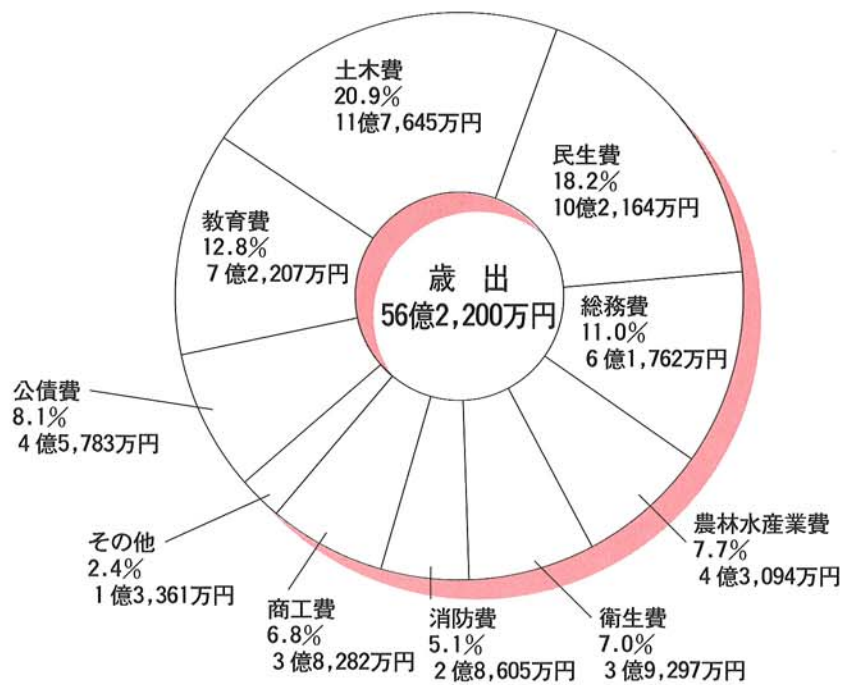 土木費
20.9%
11億7,645万円
民生費
18.2%
10億2,164万円
教育費
12.8%
7億2,207万円
歳 出
56億2,200万円
総務費
11.0%
6億1,762万円
公債費
8.1%
4億5,783万円
農林水産業費
7.7%
4億3,094万円
その他
2.4%
1億3,361万円
商工費
6.8%
3億8,282万円
消防費
5.1%
2億8,605万円
衛生費
7.0%
3億9,297万円